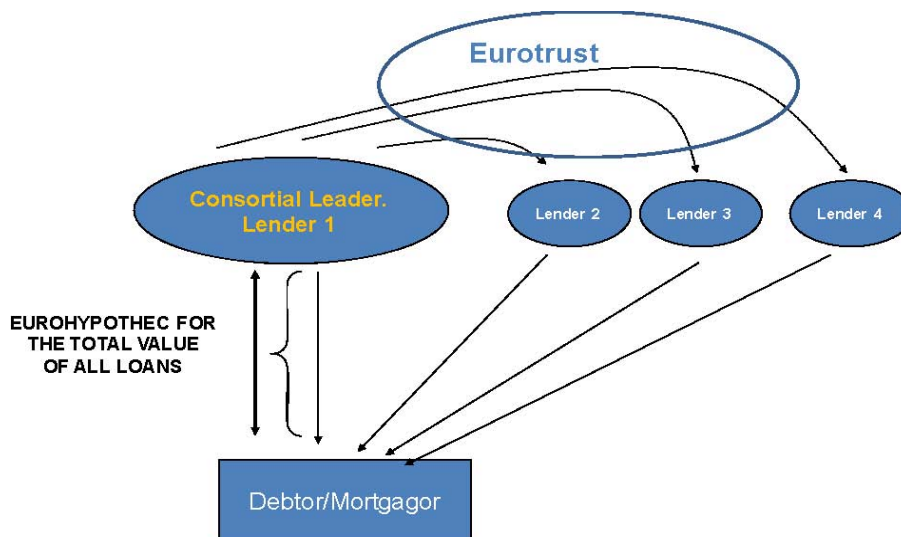 Eurotrust
Consortial Leader.
Lender 1
Lender 2
Lender 3
Lender 4
EUROHYPOTHEC FOR
THE TOTAL VALUE
OF ALL LOANS
Debtor/Mortgagor